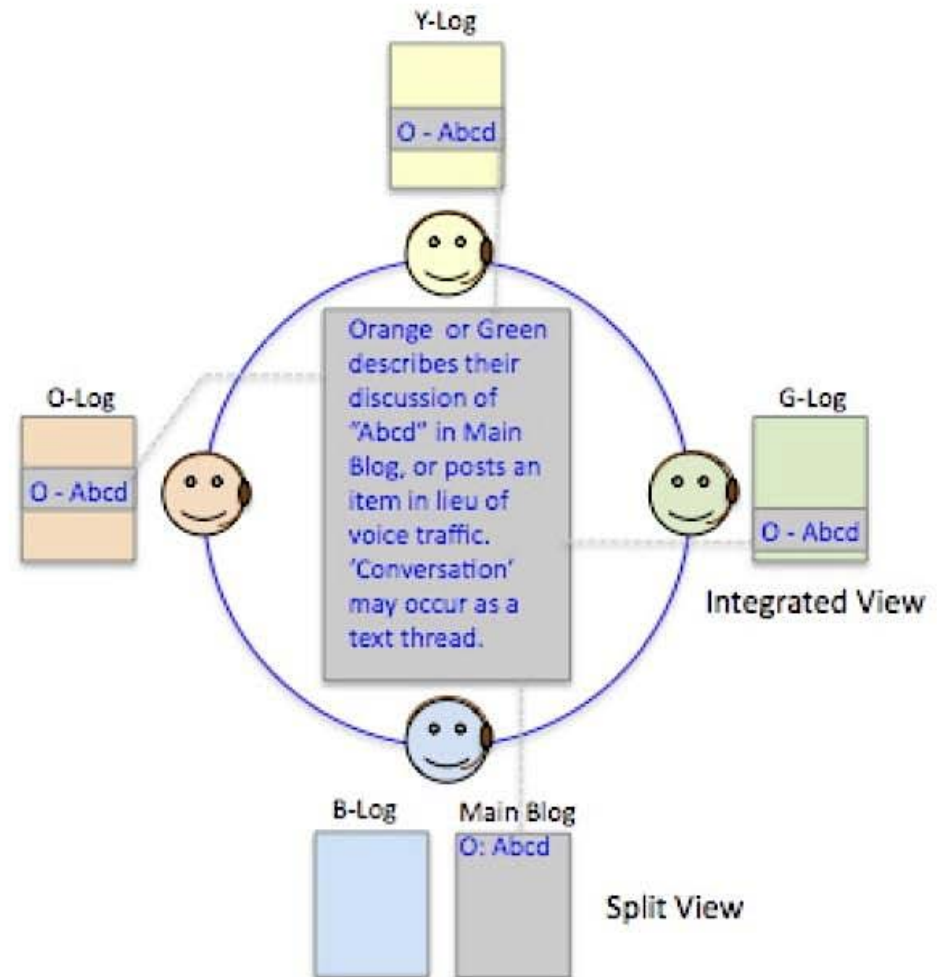 Y-Log
O - Abcd
Orange or Green
describes their
discussion of
"Abcd" in Main
Blog, or posts an
item in lieu of
voice traffic.
'Conversation'
may occur as a
text thread.
O-Log
O - Abcd
G-Log
O - Abcd
Integrated View
B-Log
Main Blog
O: Abcd
Split View